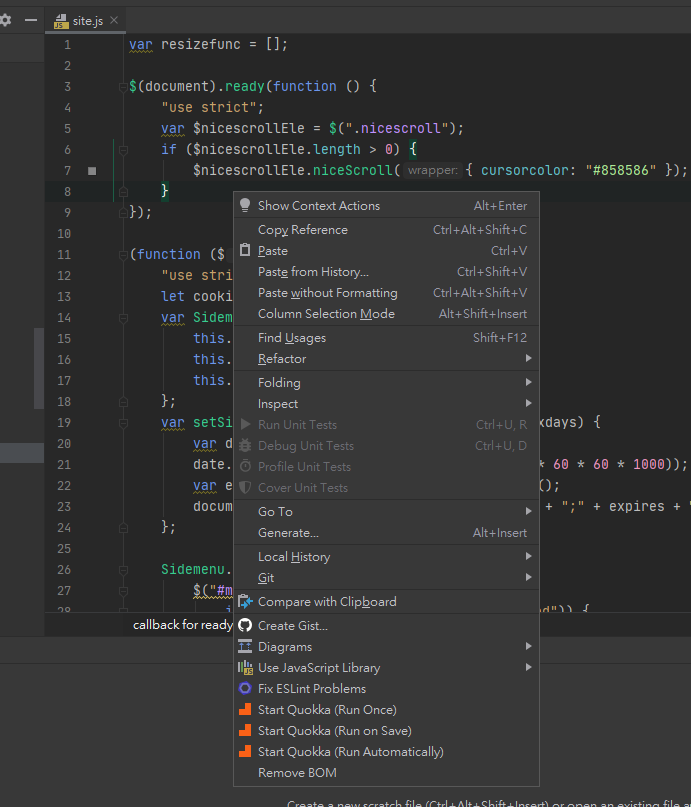 site.js
1 var resizefunc = [];
2
3 $(document).ready(function () {
4 "use strict";
5 var $nicescrollEle = $(".nicescroll");
6 if ($nicescrollEle.length > 0) {
7 $nicescrollEle.niceScroll( wrapper: { cursorcolor: "#858586" });
8 }
9 });
10
11 (function ($
12 "use stri
13 let cooki
14 var Sidem
15 this.
16 this.
17 this.
18 };
19 var setSi xdays) {
20 var d
21 date. * 60 * 60 * 1000));
22 var e ();
23 docum + ";" + expires + "
24 };
25
26 Sidemenu.
27 $("#m
28 d")) {
callback for ready
Show Context Actions Alt+Enter
Copy Reference Ctrl+Alt+Shift+C
Paste Ctrl+V
Paste from History... Ctrl+Shift+V
Paste without Formatting Ctrl+Alt+Shift+V
Column Selection Mode Alt+Shift+Insert
Find Usages Shift+F12
Refactor
Folding
Inspect
Run Unit Tests Ctrl+U, R
Debug Unit Tests Ctrl+U, D
Profile Unit Tests
Cover Unit Tests
Go To
Generate... Alt+Insert
Local History
Git
Compare with Clipboard
Create Gist...
Diagrams
Use JavaScript Library
Fix ESLint Problems
Start Quokka (Run Once)
Start Quokka (Run on Save)
Start Quokka (Run Automatically)
Remove BOM
Create a new scratch file (Ctrl+Alt+Shift+Insert) or open an existing file a